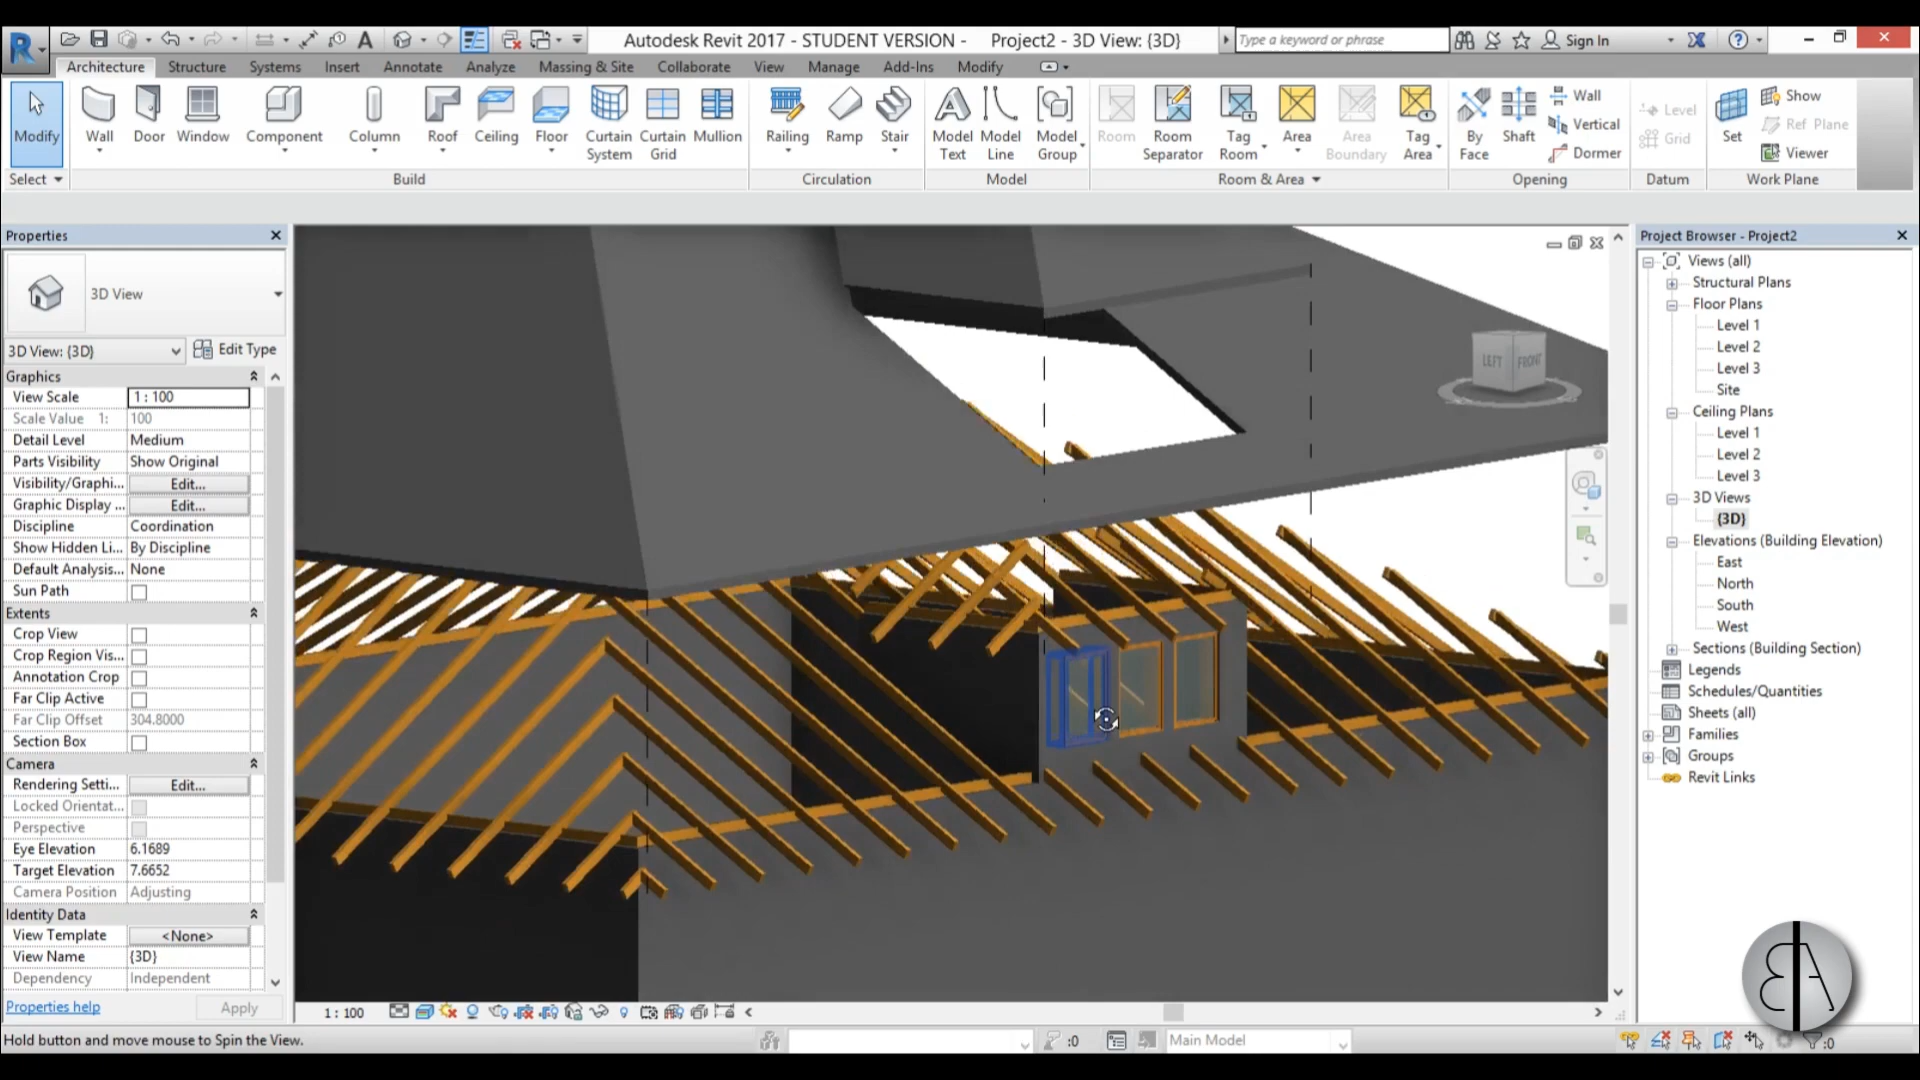 Autodesk Revit 2017 - STUDENT VERSION -    Project2 - 3D View: {3D}
Type a keyword or phrase
Sign In
Architecture Structure Systems Insert Annotate Analyze Massing & Site Collaborate View Manage Add-Ins Modify
Modify
Wall
Door
Window
Component
Column
Roof
Ceiling
Floor
Curtain System
Curtain Grid
Mullion
Railing
Ramp
Stair
Model Text
Model Line
Model Group
Room
Room Separator
Tag Room
Area
Area Boundary
Tag Area
By Face
Shaft
Wall
Vertical
Dormer
Level
Grid
Set
Show
Ref Plane
Viewer
Select
Build
Circulation
Model
Room & Area
Opening
Datum
Work Plane
Properties
3D View
3D View: {3D}
Edit Type
Graphics
View Scale 1 : 100
Scale Value 1: 100
Detail Level Medium
Parts Visibility Show Original
Visibility/Graphi... Edit...
Graphic Display ... Edit...
Discipline Coordination
Show Hidden Li... By Discipline
Default Analysis... None
Sun Path
Extents
Crop View
Crop Region Vis...
Annotation Crop
Far Clip Active
Far Clip Offset 304.8000
Section Box
Camera
Rendering Setti... Edit...
Locked Orientat...
Perspective
Eye Elevation 6.1689
Target Elevation 7.6652
Camera Position Adjusting
Identity Data
View Template <None>
View Name {3D}
Dependency Independent
Properties help
Apply
LEFT
FRONT
1 : 100
Project Browser - Project2
Views (all)
Structural Plans
Floor Plans
Level 1
Level 2
Level 3
Site
Ceiling Plans
Level 1
Level 2
Level 3
3D Views
{3D}
Elevations (Building Elevation)
East
North
South
West
Sections (Building Section)
Legends
Schedules/Quantities
Sheets (all)
Families
Groups
Revit Links
Hold button and move mouse to Spin the View.
:0
Main Model
:0